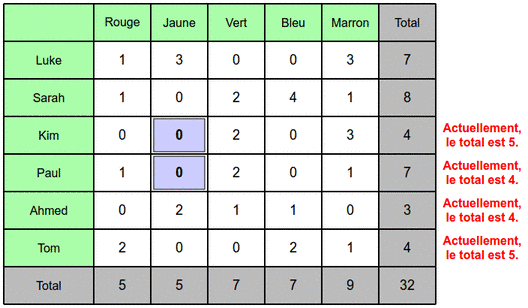 Rouge Jaune Vert Bleu Marron Total
Luke 1 3 0 0 3 7
Sarah 1 0 2 4 1 8
Kim 0 0 2 0 3 4 Actuellement,
le total est 5.
Paul 1 0 2 0 1 7 Actuellement,
le total est 4.
Ahmed 0 2 1 1 0 3 Actuellement,
le total est 4.
Tom 2 0 0 2 1 4 Actuellement,
le total est 5.
Total 5 5 7 7 9 32